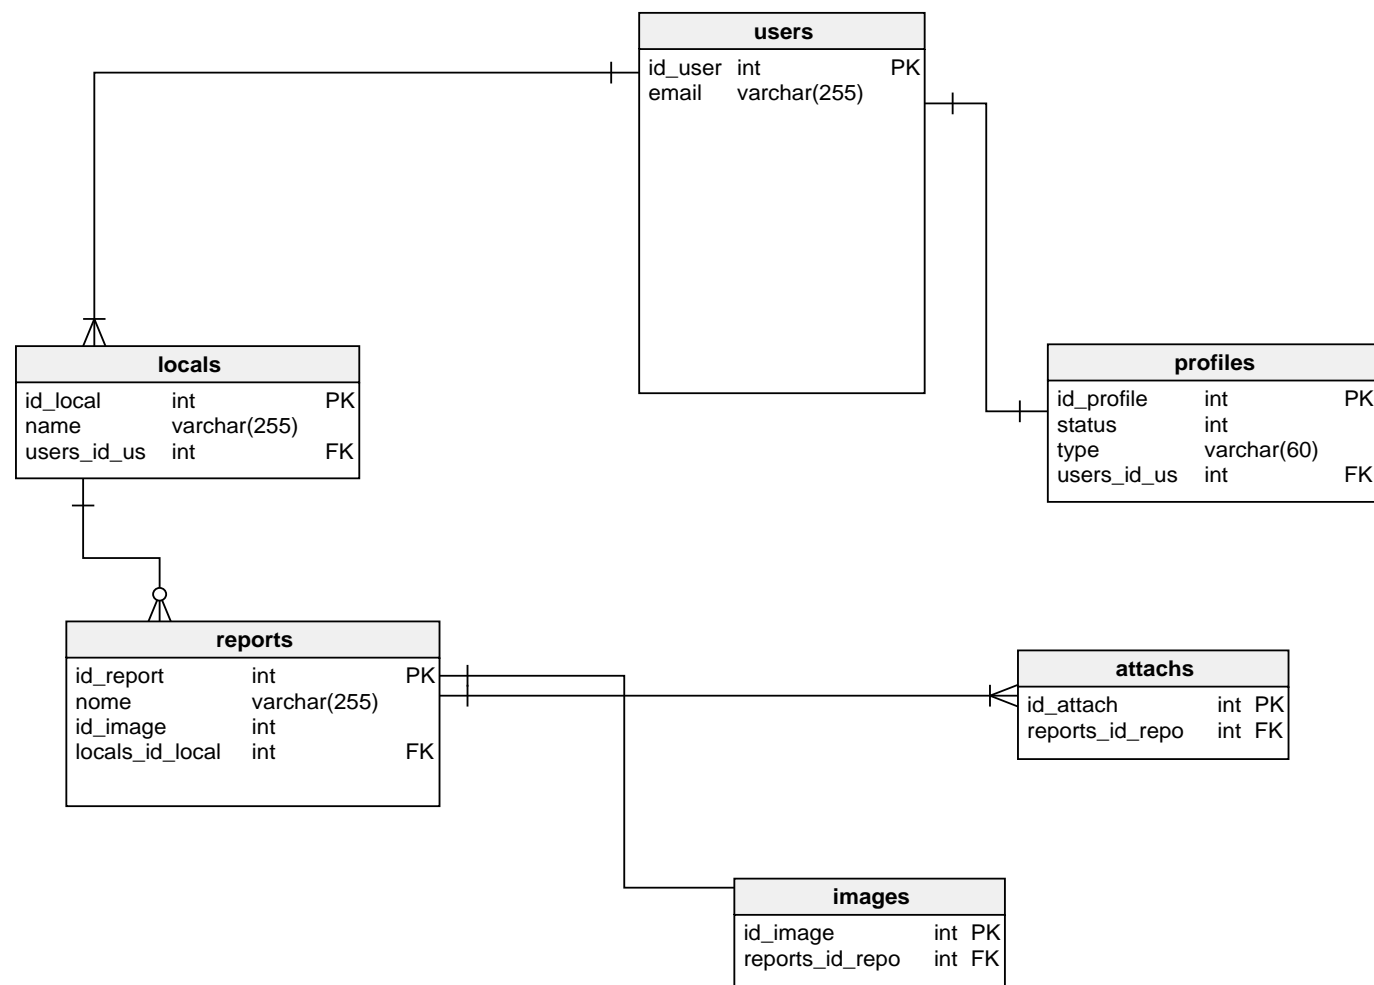 users
id_user int PK
email varchar(255)
locals
id_local int PK
name varchar(255)
users_id_us int FK
profiles
id_profile int PK
status int
type varchar(60)
users_id_us int FK
reports
id_report int PK
nome varchar(255)
id_image int
locals_id_local int FK
attachs
id_attach int PK
reports_id_repo int FK
images
id_image int PK
reports_id_repo int FK